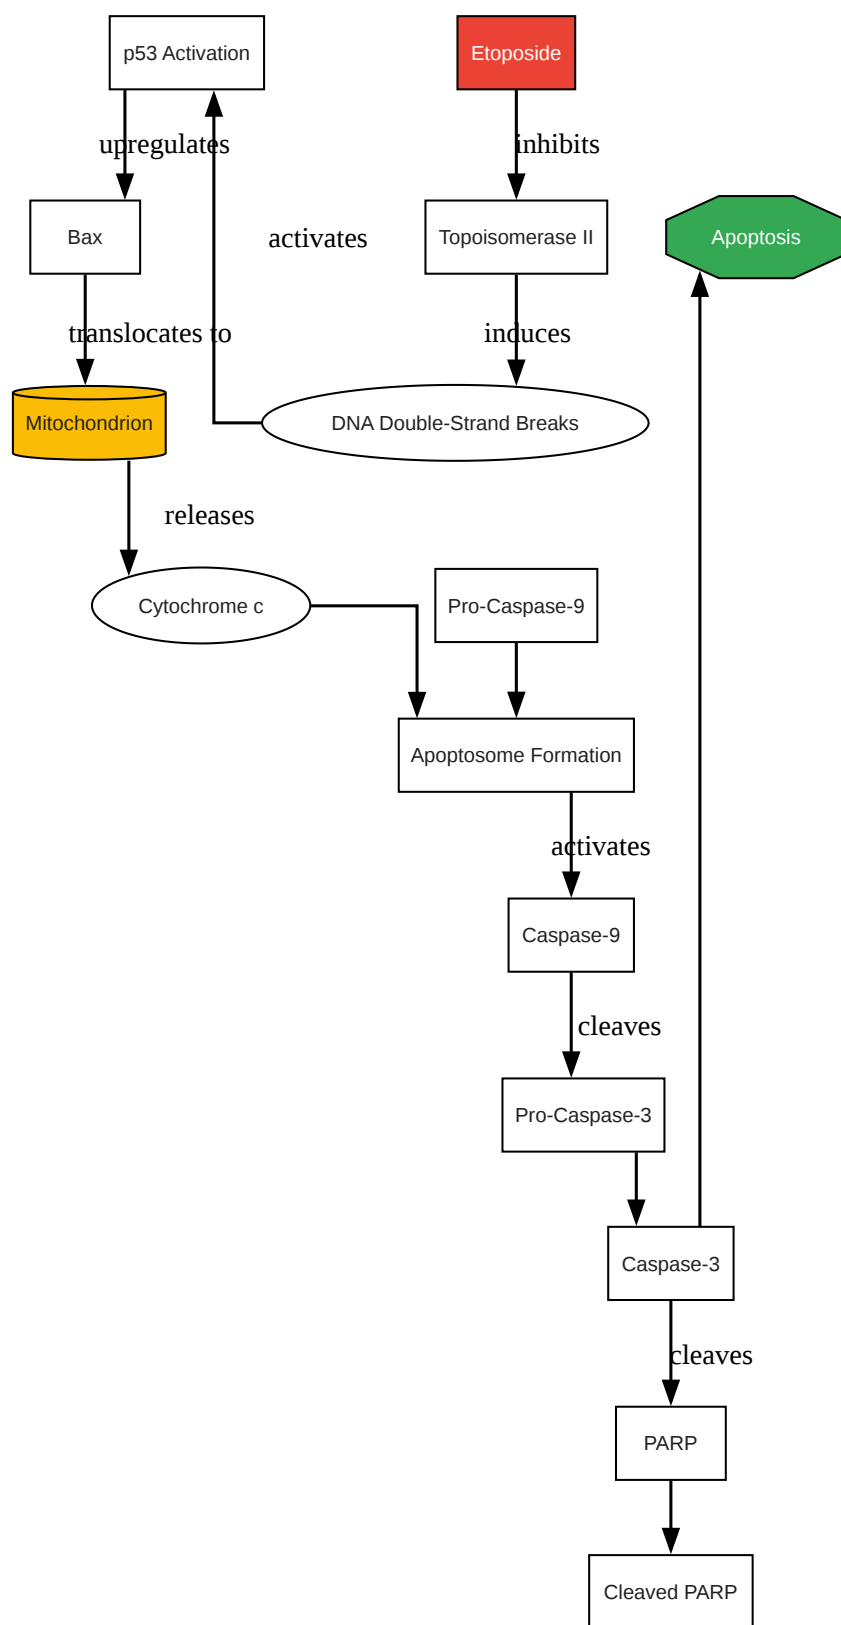 p53 Activation
Etoposide
upregulates
inhibits
Bax
activates
Topoisomerase II
Apoptosis
translocates to
induces
Mitochondrion
DNA Double-Strand Breaks
releases
Cytochrome c
Pro-Caspase-9
Apoptosome Formation
activates
Caspase-9
cleaves
Pro-Caspase-3
Caspase-3
cleaves
PARP
Cleaved PARP